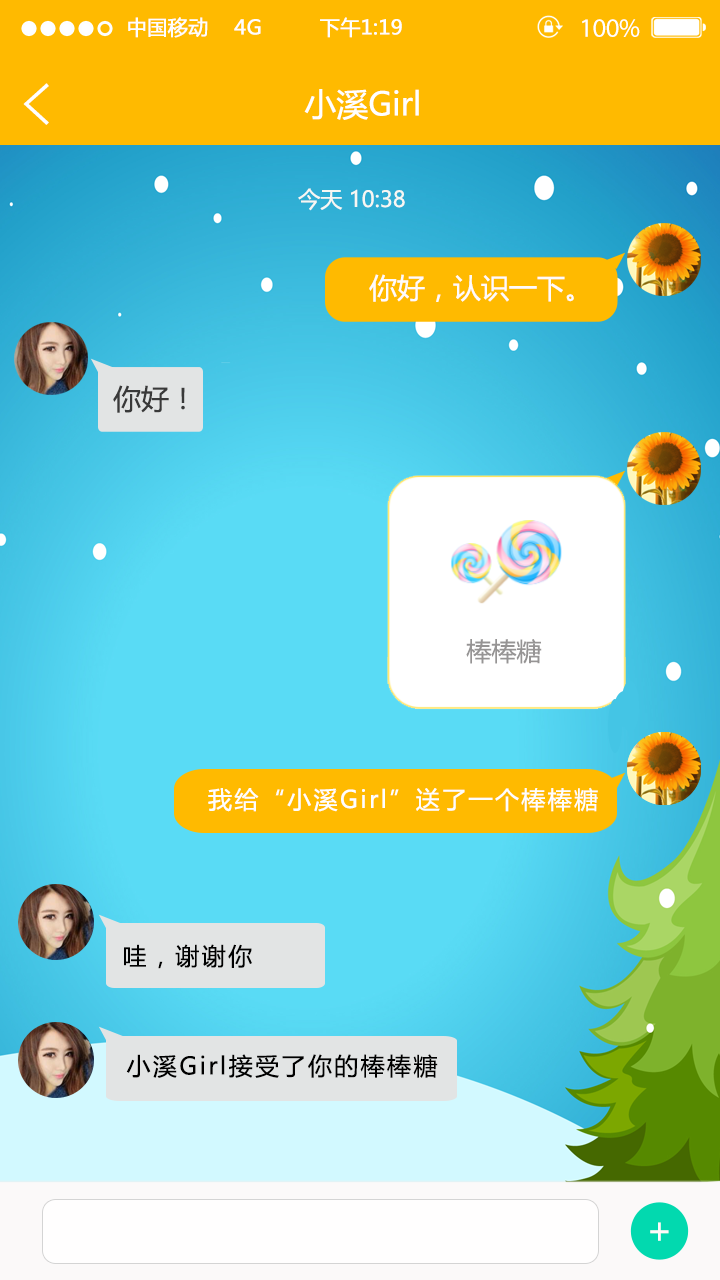 中国移动 4G 下午1:19 100%
小溪Girl
今天 10:38
你好，认识一下。
你好！
棒棒糖
我给“小溪Girl”送了一个棒棒糖
哇，谢谢你
小溪Girl接受了你的棒棒糖